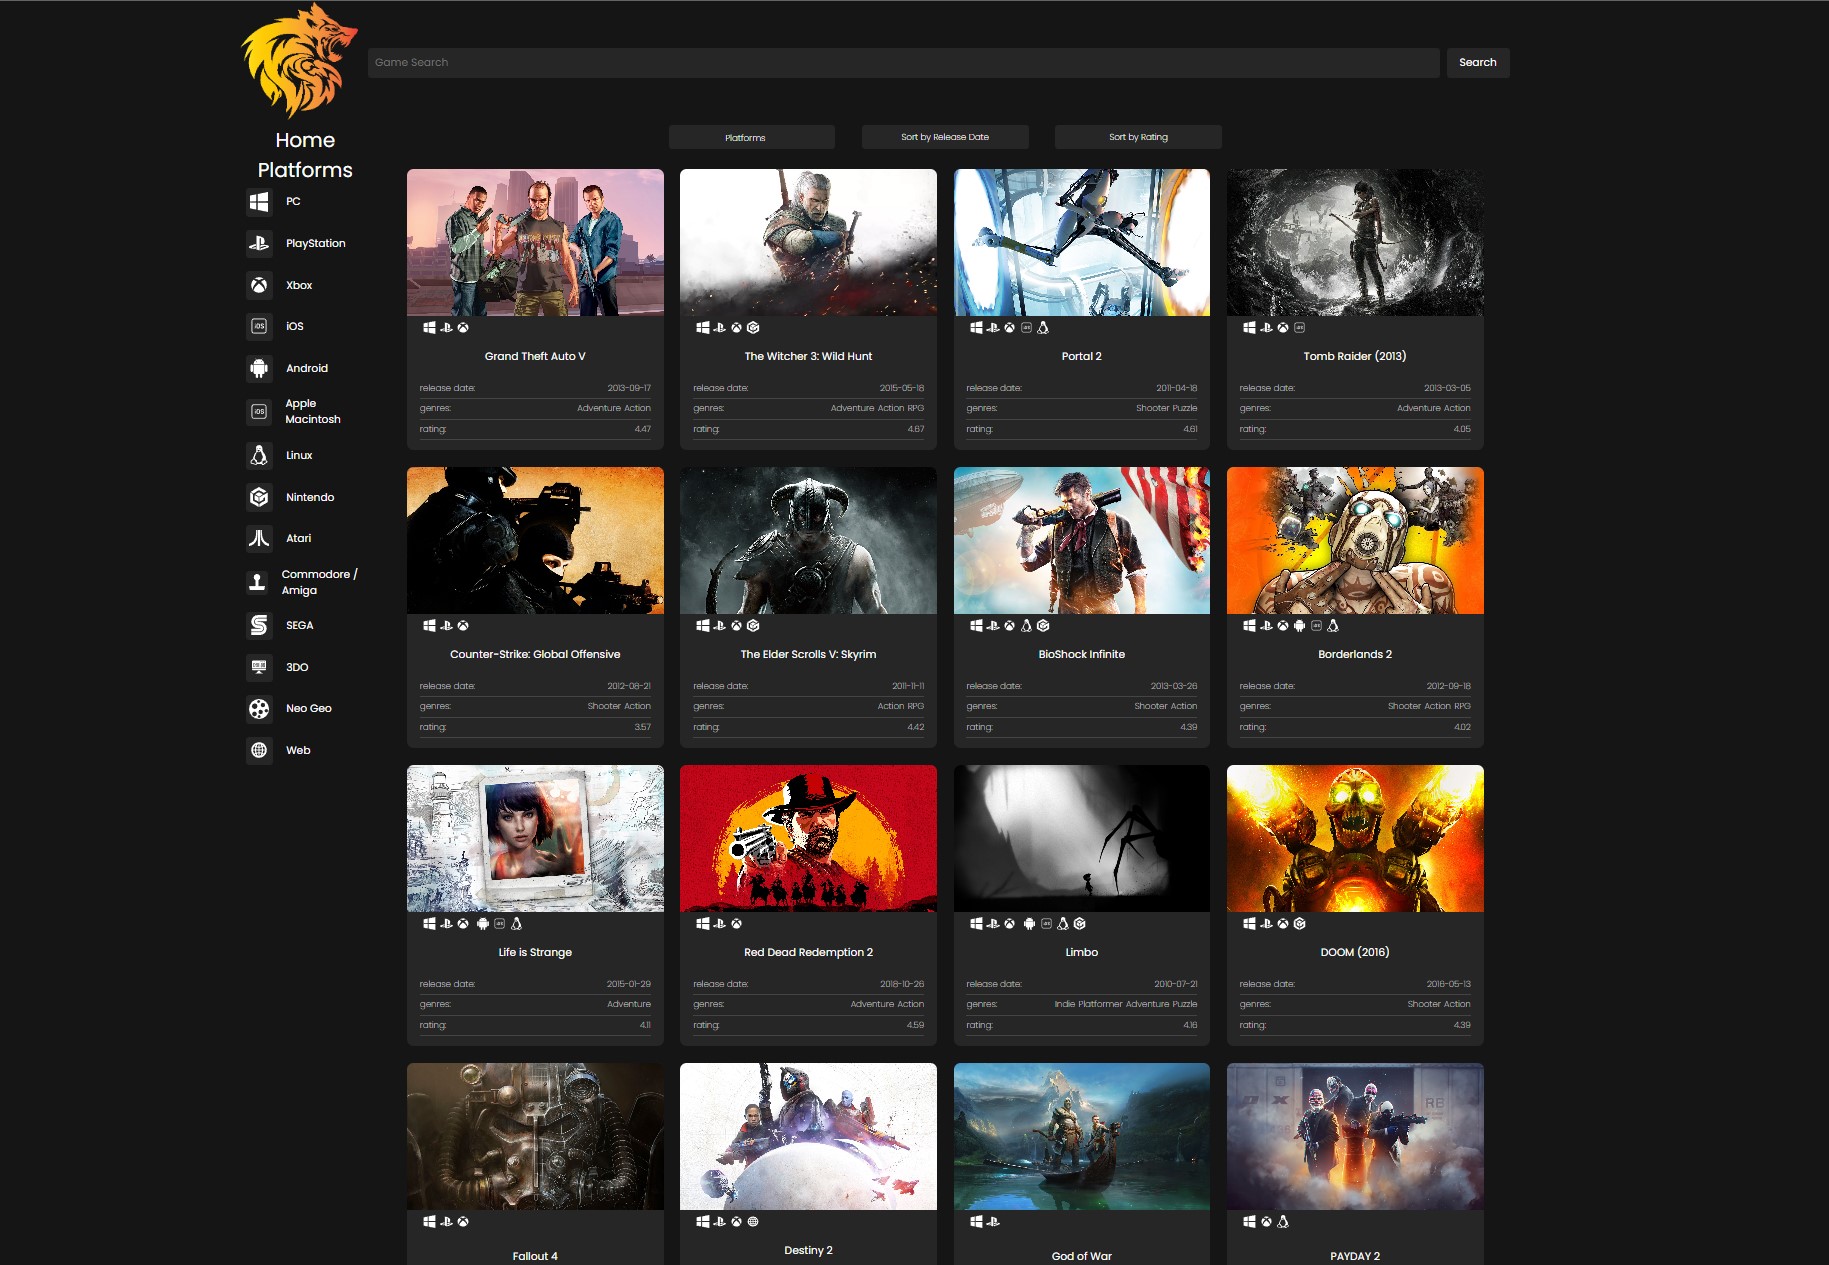 Game Search
Search
Home
Platforms
PC
PlayStation
Xbox
iOS
Android
Apple
Macintosh
Linux
Nintendo
Atari
Commodore /
Amiga
SEGA
3DO
Neo Geo
Web
Platforms
Sort by Release Date
Sort by Rating
Grand Theft Auto V
release date: 2013-09-17
genres: Adventure Action
rating: 4.47
The Witcher 3: Wild Hunt
release date: 2015-05-18
genres: Adventure Action RPG
rating: 4.67
Portal 2
release date: 2011-04-18
genres: Shooter Puzzle
rating: 4.61
Tomb Raider (2013)
release date: 2013-03-05
genres: Adventure Action
rating: 4.05
Counter-Strike: Global Offensive
release date: 2012-08-21
genres: Shooter Action
rating: 3.57
The Elder Scrolls V: Skyrim
release date: 2011-11-11
genres: Action RPG
rating: 4.42
BioShock Infinite
release date: 2013-03-26
genres: Shooter Action
rating: 4.39
Borderlands 2
release date: 2012-09-18
genres: Shooter Action RPG
rating: 4.02
Life is Strange
release date: 2015-01-29
genres: Adventure
rating: 4.11
Red Dead Redemption 2
release date: 2018-10-26
genres: Adventure Action
rating: 4.59
Limbo
release date: 2010-07-21
genres: Indie Platformer Adventure Puzzle
rating: 4.16
DOOM (2016)
release date: 2016-05-13
genres: Shooter Action
rating: 4.39
Fallout 4
Destiny 2
God of War
PAYDAY 2